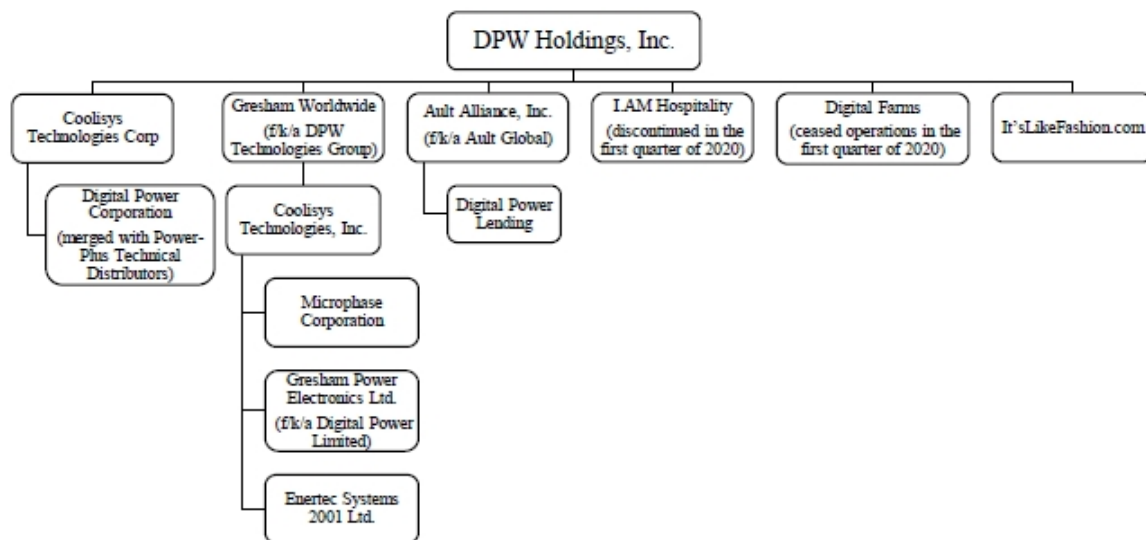 DPW Holdings, Inc.
Coolisys
Technologies Corp
Gresham Worldwide
(f/k/a DPW
Technologies Group)
Ault Alliance, Inc.
(f/k/a Ault Global)
I.AM Hospitality
(discontinued in the
first quarter of 2020)
Digital Farms
(ceased operations in the
first quarter of 2020)
It'sLikeFashion.com
Digital Power
Corporation
(merged with Power-
Plus Technical
Distributors)
Coolisys
Technologies, Inc.
Digital Power
Lending
Microphase
Corporation
Gresham Power
Electronics Ltd.
(f/k/a Digital Power
Limited)
Enertec Systems
2001 Ltd.